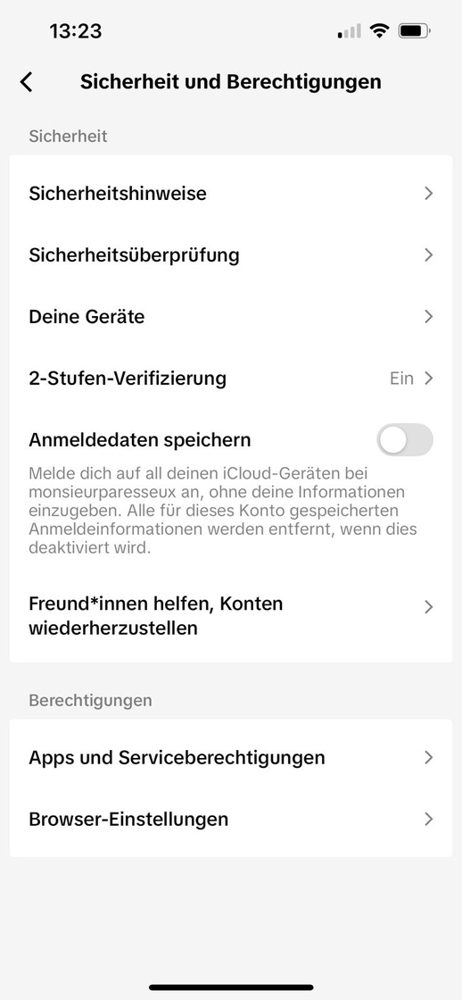 13:23
Sicherheit und Berechtigungen
Sicherheit
Sicherheitshinweise
Sicherheitsüberprüfung
Deine Geräte
2-Stufen-Verifizierung Ein
Anmeldedaten speichern
Melde dich auf all deinen iCloud-Geräten bei
monsieurparesseux an, ohne deine Informationen
einzugeben. Alle für dieses Konto gespeicherten
Anmeldeinformationen werden entfernt, wenn dies
deaktiviert wird.
Freund*innen helfen, Konten
wiederherzustellen
Berechtigungen
Apps und Serviceberechtigungen
Browser-Einstellungen